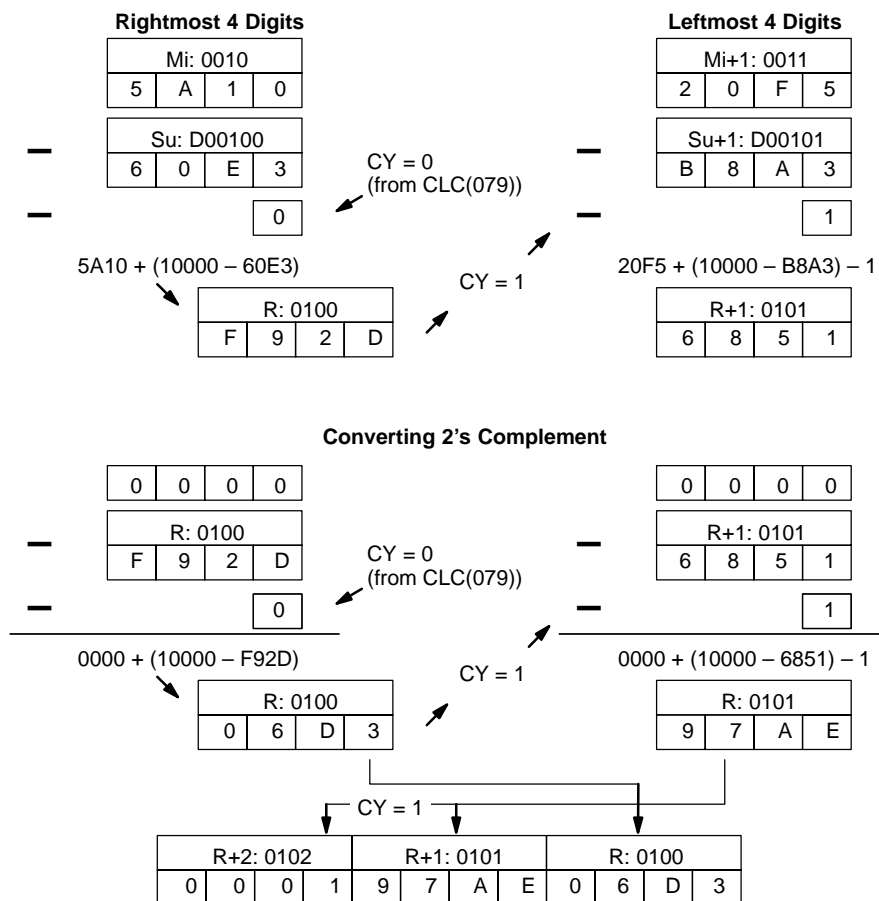 Rightmost 4 Digits
Leftmost 4 Digits
Mi: 0010
Mi+1: 0011
5 A 1 0
2 0 F 5
Su: D00100
Su+1: D00101
– 6 0 E 3
– B 8 A 3
CY = 0
(from CLC(079))
– 0
– 1
5A10 + (10000 – 60E3)
20F5 + (10000 – B8A3) – 1
CY = 1
R: 0100
R+1: 0101
F 9 2 D
6 8 5 1
Converting 2's Complement
0 0 0 0
0 0 0 0
R: 0100
R+1: 0101
– F 9 2 D
– 6 8 5 1
CY = 0
(from CLC(079))
– 0
– 1
0000 + (10000 – F92D)
0000 + (10000 – 6851) – 1
CY = 1
R: 0100
R: 0101
0 6 D 3
9 7 A E
CY = 1
R+2: 0102 R+1: 0101 R: 0100
0 0 0 1 9 7 A E 0 6 D 3